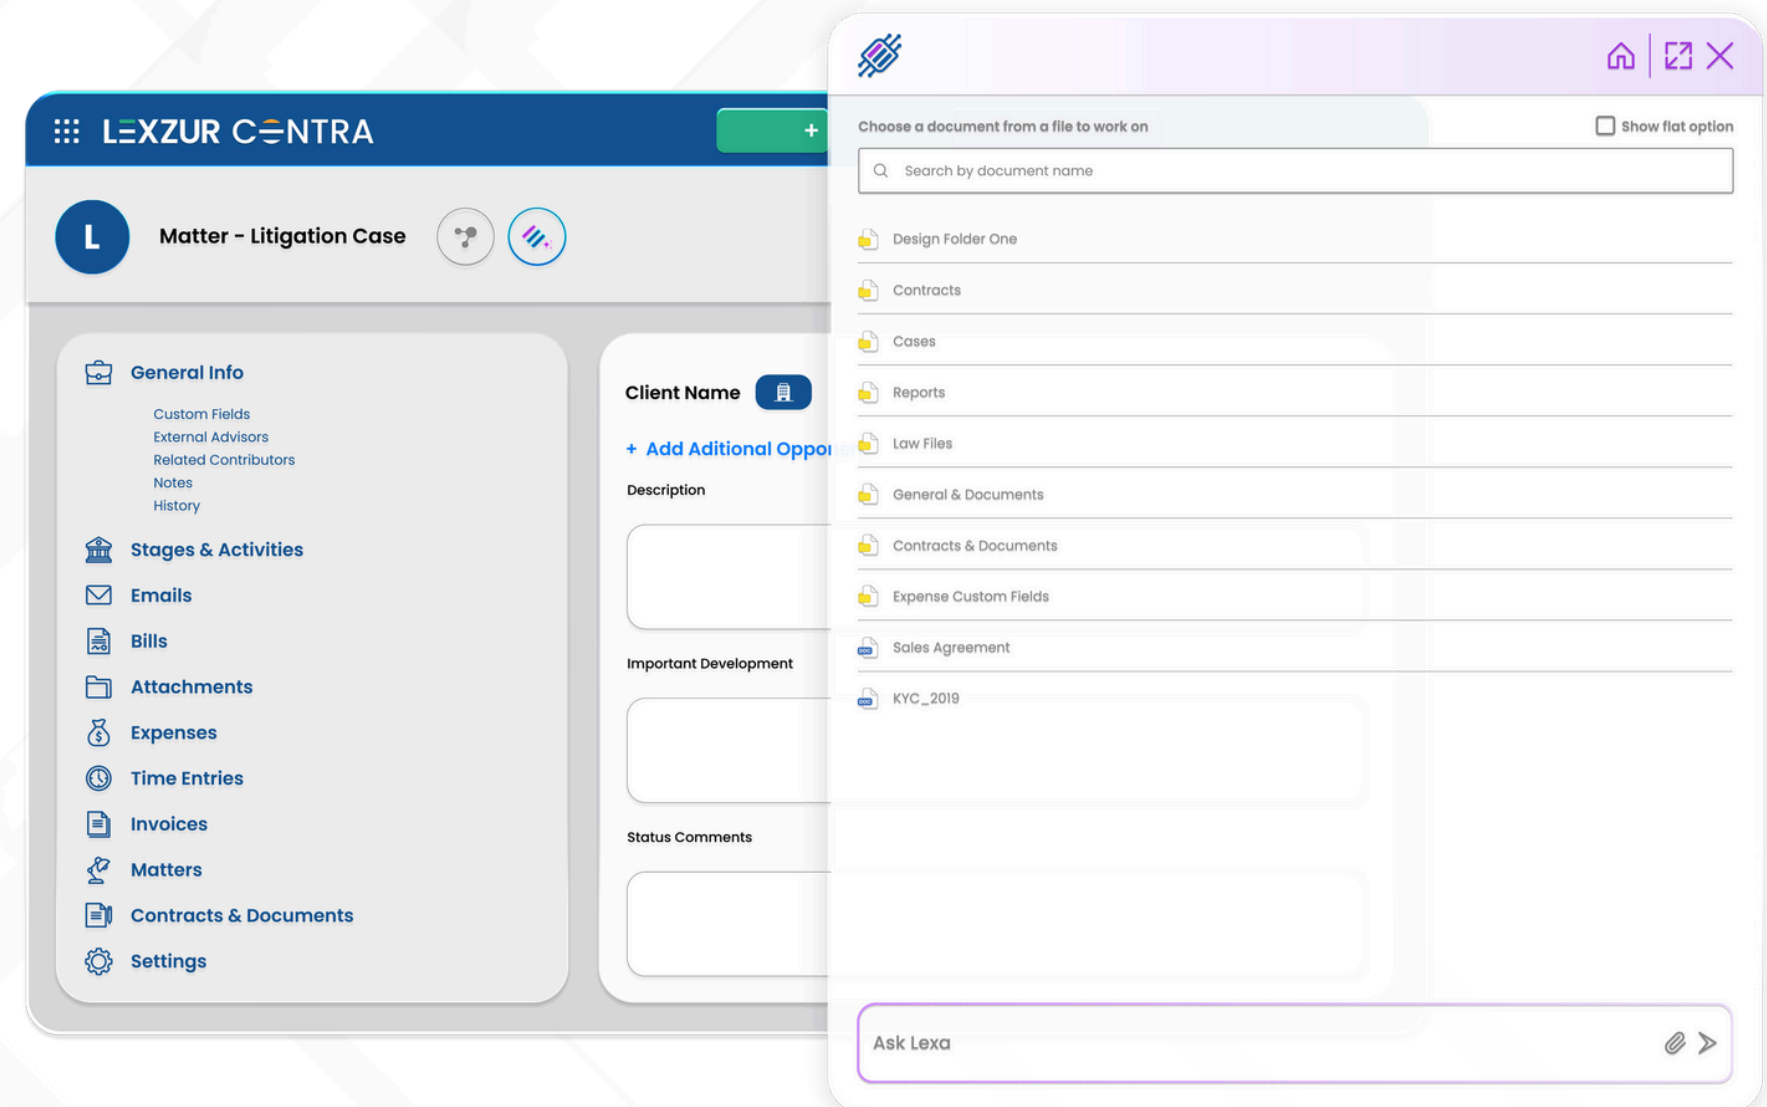 LEXZUR CENTRA
+
L
Matter - Litigation Case
General Info
Custom Fields
External Advisors
Related Contributors
Notes
History
Stages & Activities
Emails
Bills
Attachments
Expenses
Time Entries
Invoices
Matters
Contracts & Documents
Settings
Client Name
+ Add Aditional Opponen
Description
Important Development
Status Comments
Choose a document from a file to work on
Show flat option
Search by document name
Design Folder One
Contracts
Cases
Reports
Law Files
General & Documents
Contracts & Documents
Expense Custom Fields
DOC Sales Agreement
DOC KYC_2019
Ask Lexa